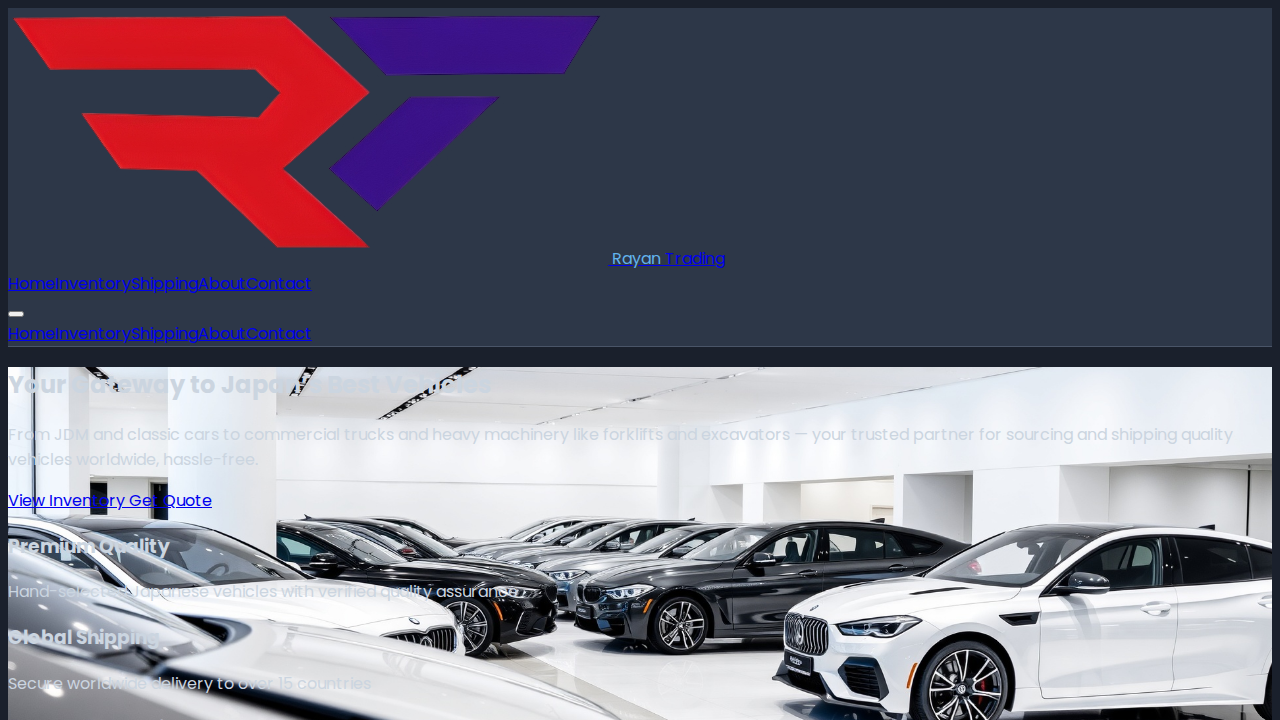 Rayan Trading
HomeInventoryShippingAboutContact
HomeInventoryShippingAboutContact
Your Gateway to Japan's Best Vehicles
From JDM and classic cars to commercial trucks and heavy machinery like forklifts and excavators — your trusted partner for sourcing and shipping quality
vehicles worldwide, hassle-free.
View Inventory Get Quote
Premium Quality
Hand-selected Japanese vehicles with verified quality assurance
Global Shipping
Secure worldwide delivery to over 15 countries